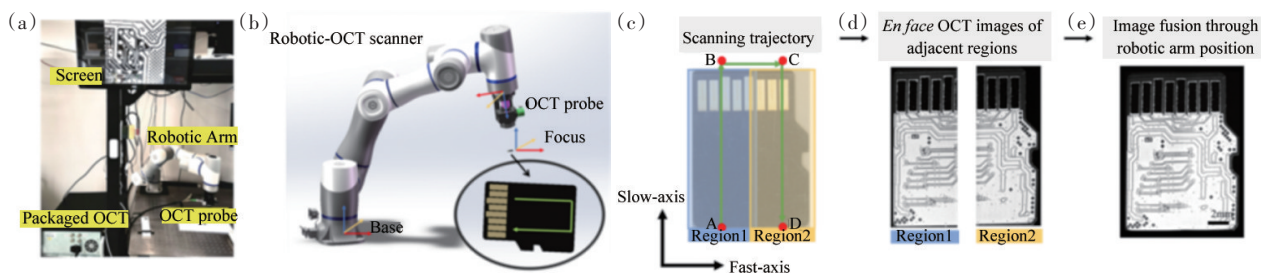 (a)
Screen
Robotic Arm
Packaged OCT
OCT probe
(b)
Robotic-OCT scanner
OCT probe
Focus
Base
(c)
Scanning trajectory
B
C
Slow-axis
A
D
Region1
Region2
Fast-axis
(d)
En face OCT images of
adjacent regions
Region1
Region2
(e)
Image fusion through
robotic arm position
2mm